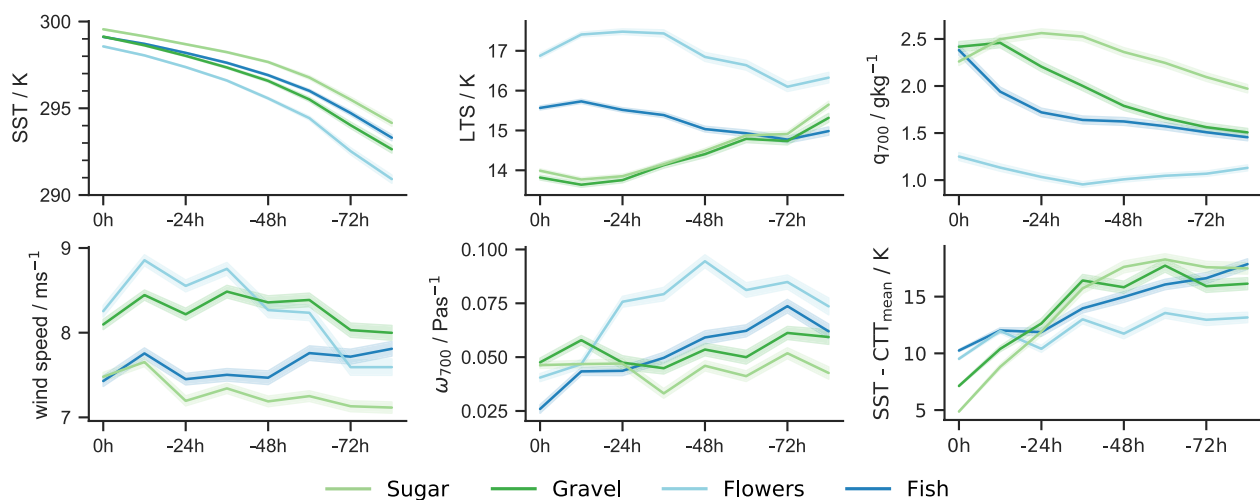 SST / K
300
295
290
0h -24h -48h -72h
LTS / K
17
16
15
14
0h -24h -48h -72h
q700 / gkg−1
2.5
2.0
1.5
1.0
0h -24h -48h -72h
wind speed / ms−1
9
8
7
0h -24h -48h -72h
ω700 / Pas−1
0.100
0.075
0.050
0.025
0h -24h -48h -72h
SST - CTTmean / K
15
10
5
0h -24h -48h -72h
Sugar Gravel Flowers Fish